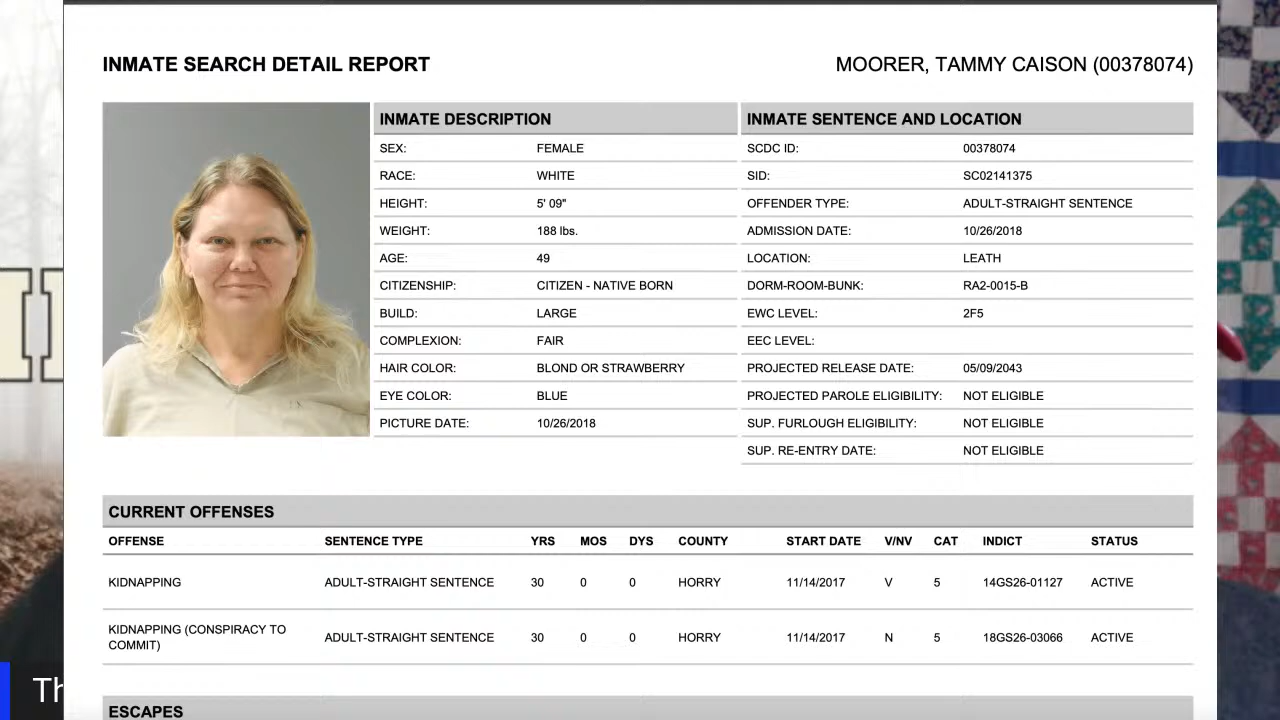 INMATE SEARCH DETAIL REPORT MOORER, TAMMY CAISON (00378074)
INMATE DESCRIPTION
SEX: FEMALE
RACE: WHITE
HEIGHT: 5' 09"
WEIGHT: 188 lbs.
AGE: 49
CITIZENSHIP: CITIZEN - NATIVE BORN
BUILD: LARGE
COMPLEXION: FAIR
HAIR COLOR: BLOND OR STRAWBERRY
EYE COLOR: BLUE
PICTURE DATE: 10/26/2018
INMATE SENTENCE AND LOCATION
SCDC ID: 00378074
SID: SC02141375
OFFENDER TYPE: ADULT-STRAIGHT SENTENCE
ADMISSION DATE: 10/26/2018
LOCATION: LEATH
DORM-ROOM-BUNK: RA2-0015-B
EWC LEVEL: 2F5
EEC LEVEL:
PROJECTED RELEASE DATE: 05/09/2043
PROJECTED PAROLE ELIGIBILITY: NOT ELIGIBLE
SUP. FURLOUGH ELIGIBILITY: NOT ELIGIBLE
SUP. RE-ENTRY DATE: NOT ELIGIBLE
CURRENT OFFENSES
OFFENSE SENTENCE TYPE YRS MOS DYS COUNTY START DATE V/NV CAT INDICT STATUS
KIDNAPPING ADULT-STRAIGHT SENTENCE 30 0 0 HORRY 11/14/2017 V 5 14GS26-01127 ACTIVE
KIDNAPPING (CONSPIRACY TO
COMMIT) ADULT-STRAIGHT SENTENCE 30 0 0 HORRY 11/14/2017 N 5 18GS26-03066 ACTIVE
ESCAPES